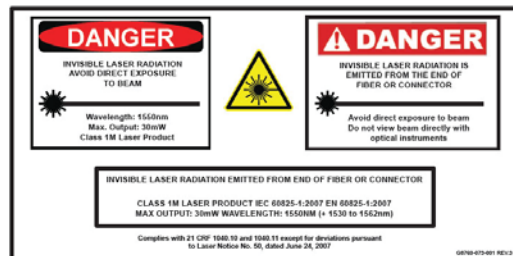 DANGER
INVISIBLE LASER RADIATION
AVOID DIRECT EXPOSURE
TO BEAM
Wavelength: 1550nm
Max. Output: 30mW
Class 1M Laser Product
DANGER
INVISIBLE LASER RADIATION IS
EMITTED FROM THE END OF
FIBER OR CONNECTOR
Avoid direct exposure to beam
Do not view beam directly with
optical instruments
INVISIBLE LASER RADIATION EMITTED FROM END OF FIBER OR CONNECTOR
CLASS 1M LASER PRODUCT IEC 60825-1:2007 EN 60825-1:2007
MAX OUTPUT: 30mW WAVELENGTH: 1550NM (+ 1530 to 1562nm)
Complies with 21 CRF 1040.10 and 1040.11 except for deviations pursuant
to Laser Notice No. 50, dated June 24, 2007